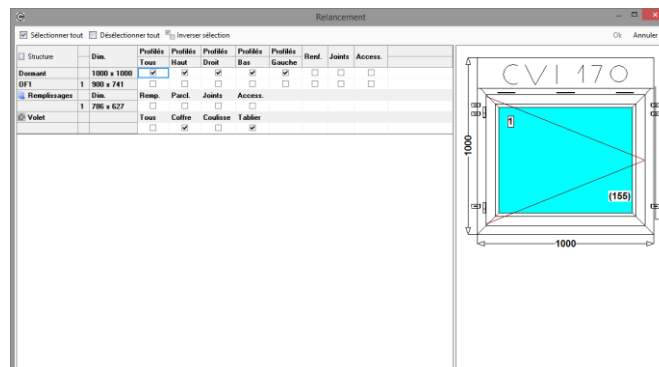 Relancement
Sélectionner tout Désélectionner tout Inverser sélection Ok Annuler
Structure Dim. Profilés Tous Profilés Haut Profilés Droit Profilés Bas Profilés Gauche Renf. Joints Access.
Dormant 1000 x 1000
OF1 1 900 x 741
Remplissages Dim. Remp. Parcl. Joints Access.
1 786 x 627
Volet Tous Coffre Coulisse Tablier
CVI 170
1
(155)
1000
1000